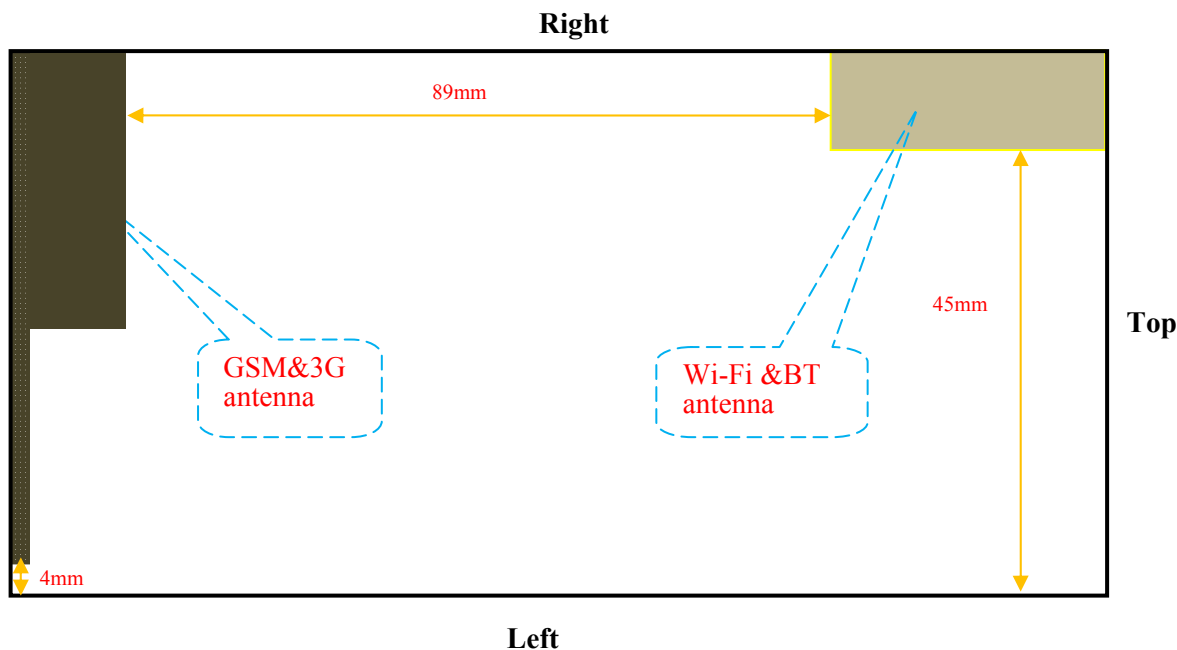 Right
89mm
45mm
Top
GSM&3G
antenna
Wi-Fi &BT
antenna
4mm
Left